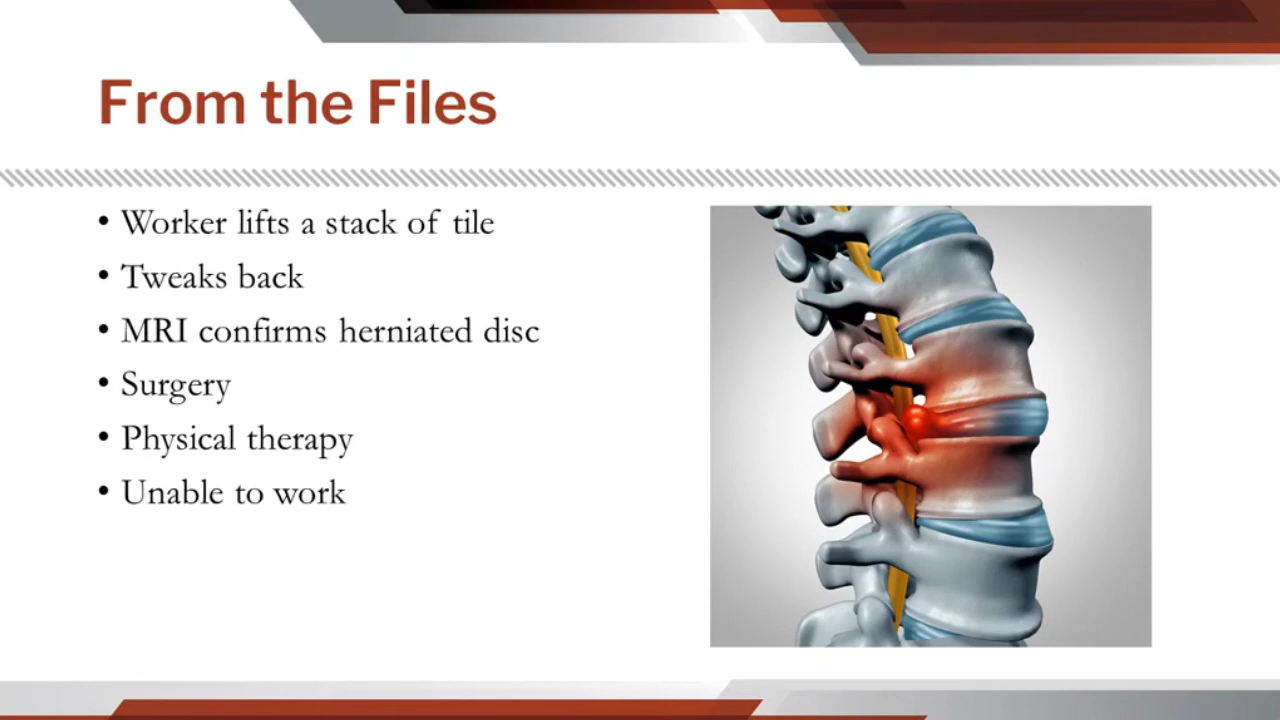 From the Files
• Worker lifts a stack of tile
• Tweaks back
• MRI confirms herniated disc
• Surgery
• Physical therapy
• Unable to work